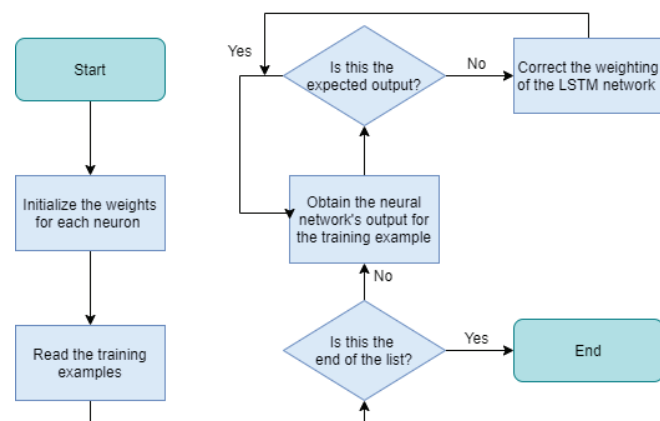 Start
Initialize the weights
for each neuron
Read the training
examples
Yes
Is this the
expected output?
No
Correct the weighting
of the LSTM network
Obtain the neural
network's output for
the training example
No
Is this the
end of the list?
Yes
End